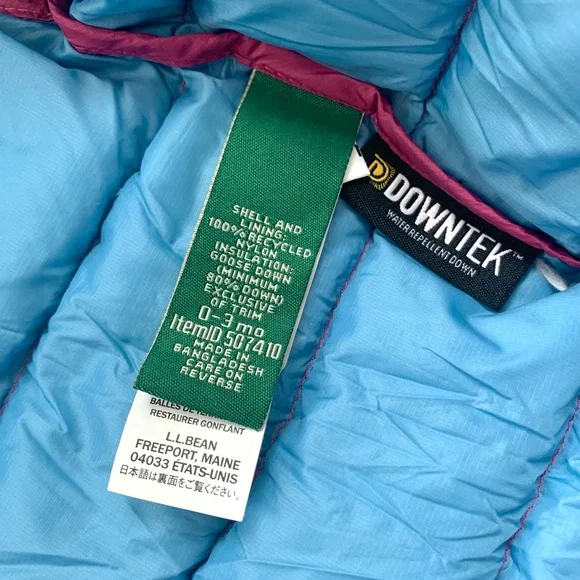 SHELL AND
LINING:
100% RECYCLED
NYLON
INSULATION:
GOOSE DOWN
(MINIMUM
80% DOWN)
EXCLUSIVE
OF TRIM
0-3 mo
ItemID 507410
MADE IN
BANGLADESH
CARE ON
REVERSE
RESTAURER GONFLANT
L.L.BEAN
FREEPORT, MAINE
04033 ÉTATS-UNIS
日本語は裏面をご覧ください
DOWNTEK™
WATER REPELLENT DOWN